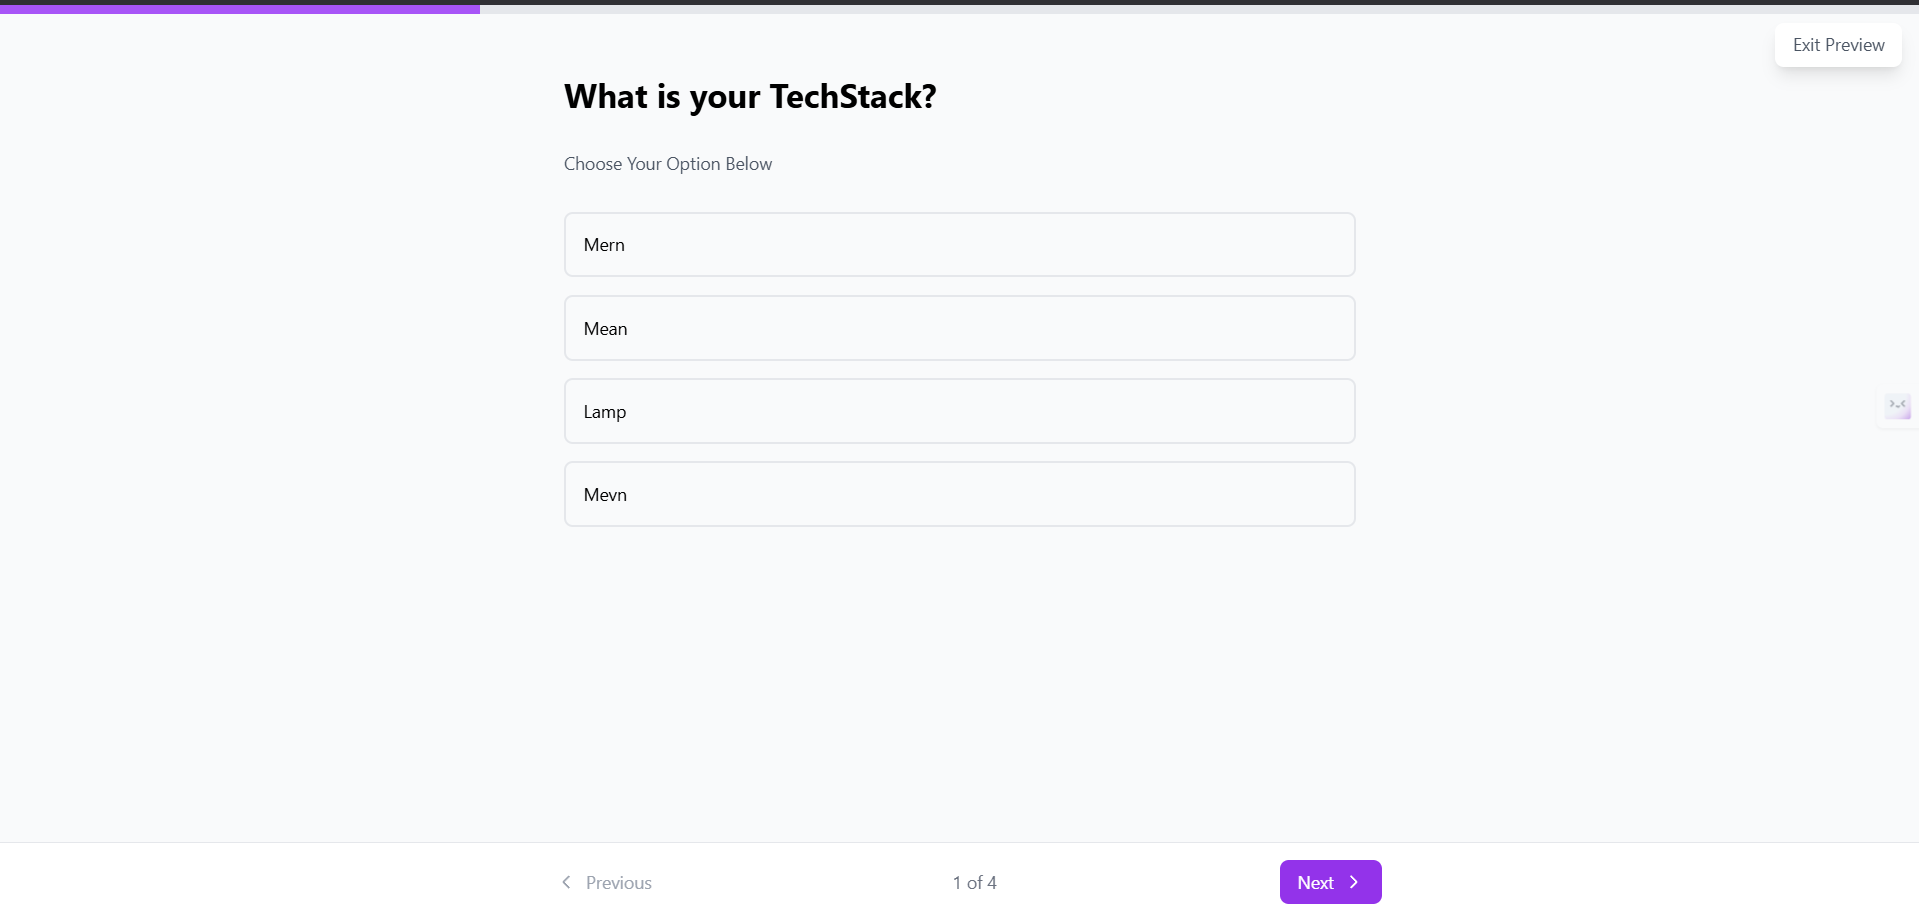 Exit Preview
What is your TechStack?
Choose Your Option Below
Mern
Mean
Lamp
Mevn
Previous
1 of 4
Next